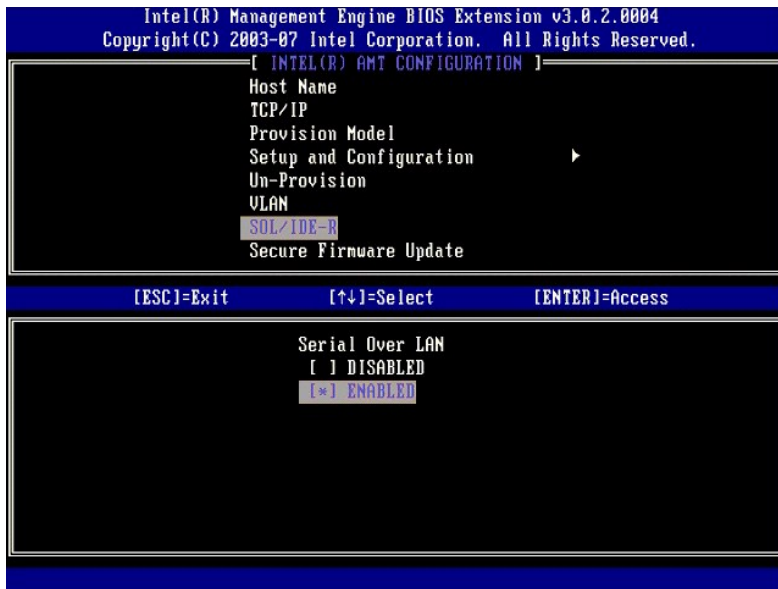 Intel(R) Management Engine BIOS Extension v3.0.2.0004
Copyright(C) 2003-07 Intel Corporation. All Rights Reserved.
[ INTEL(R) AMT CONFIGURATION ]
Host Name
TCP/IP
Provision Model
Setup and Configuration
Un-Provision
VLAN
SOL/IDE-R
Secure Firmware Update
[ESC]=Exit [↑↓]=Select [ENTER]=Access
Serial Over LAN
[ ] DISABLED
[*] ENABLED